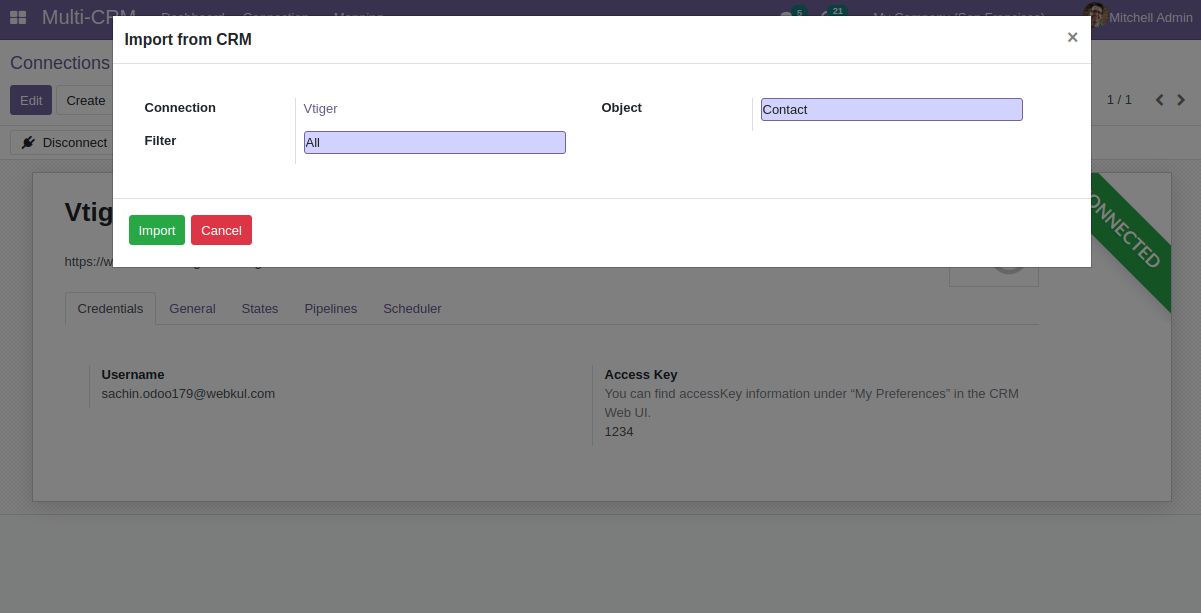 Multi-CRM Dashboard Connection Mapping 5 21 My Company (San Francisco) Mitchell Admin
Import from CRM ×
Connections
Edit Create 1 / 1
Connection Vtiger Object Contact
Filter All
Disconnect
Import Cancel
Vtig
CONNECTED
https://w
Credentials General States Pipelines Scheduler
Username Access Key
sachin.odoo179@webkul.com You can find accessKey information under “My Preferences” in the CRM
Web UI.
1234